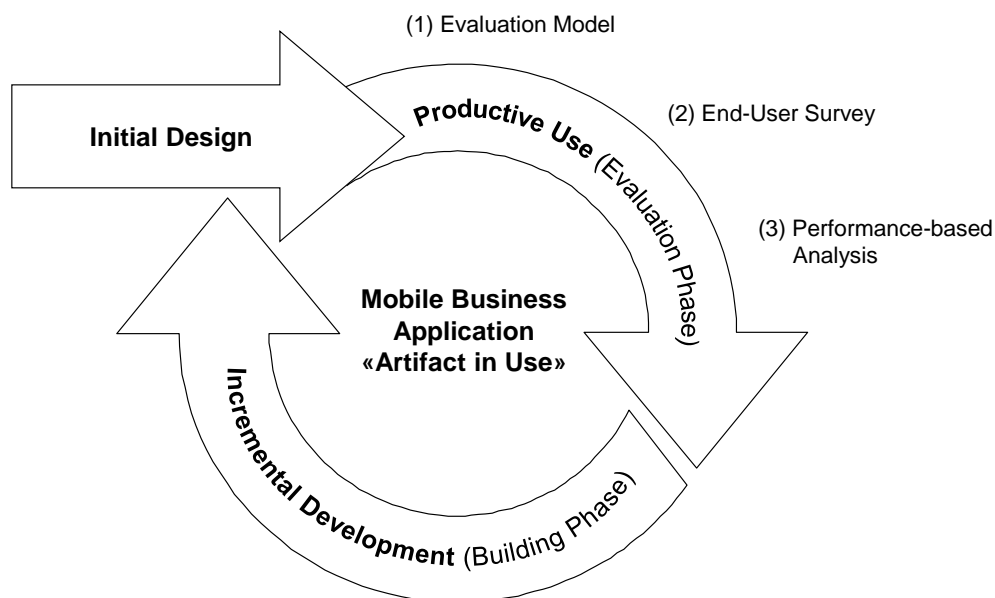 (1) Evaluation Model
Initial Design
Productive Use (Evaluation Phase)
(2) End-User Survey
(3) Performance-based
Analysis
Mobile Business
Application
«Artifact in Use»
Incremental Development (Building Phase)